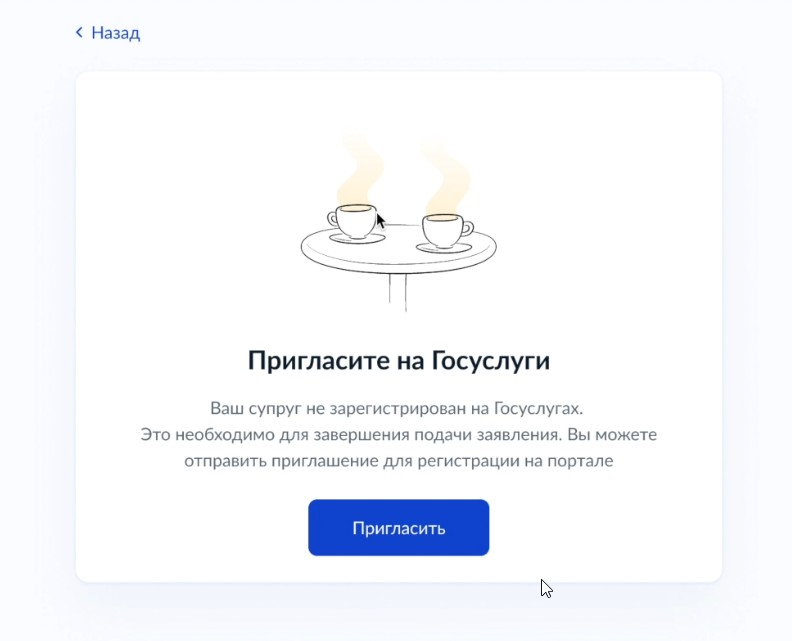 Назад
Пригласите на Госуслуги
Ваш супруг не зарегистрирован на Госуслугах.
Это необходимо для завершения подачи заявления. Вы можете
отправить приглашение для регистрации на портале
Пригласить